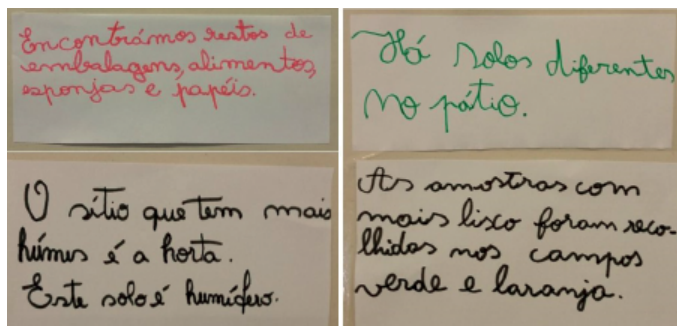 Encontrámos restos de
embalagens, alimentos,
esponjas e papéis.
Há solos diferentes
no pátio.
O sítio que tem mais
húmus é a horta.
Este solo é humífero.
As amostras com
mais lixo foram reco-
lhidas nos campos
verde e laranja.